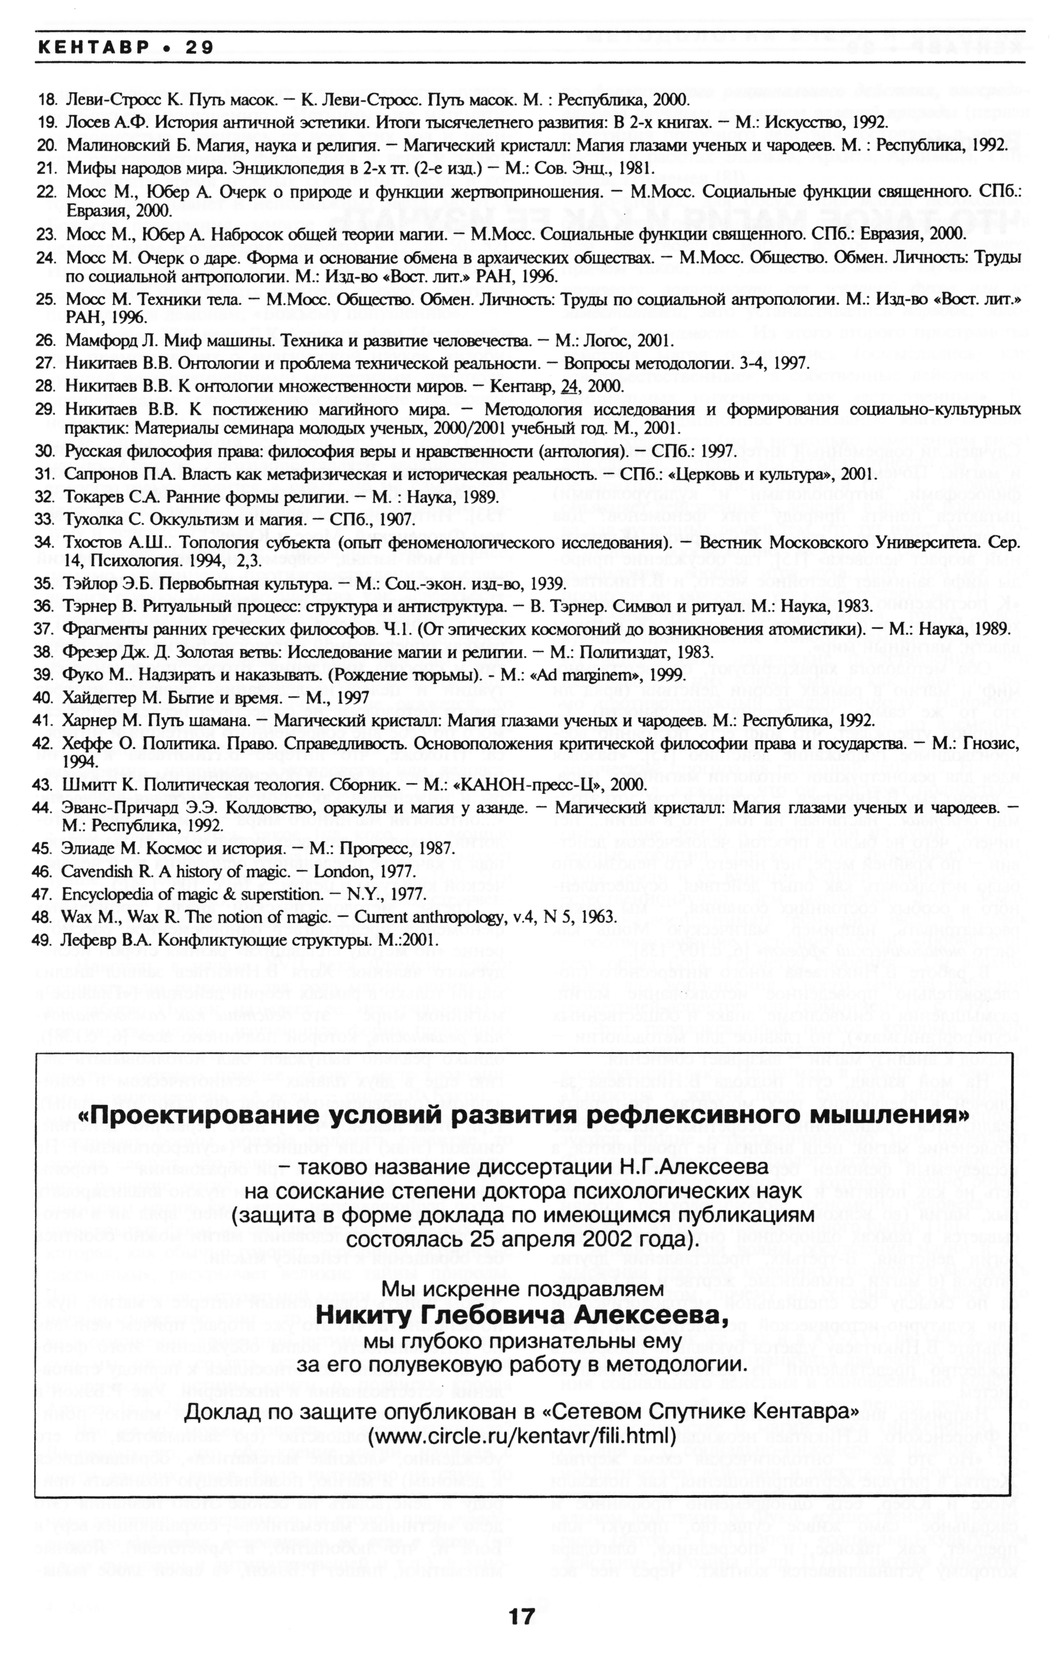 КЕНТАВР • 29
18. Леви-Стросс К. Путь масок. – К. Леви-Стросс. Путь масок. М. : Республика, 2000.
19. Лосев А.Ф. История античной эстетики. Итоги тысячелетнего развития: В 2-х книгах. – М.: Искусство, 1992.
20. Малиновский Б. Магия, наука и религия. – Магический кристалл: Магия глазами ученых и чародеев. М. : Республика, 1992.
21. Мифы народов мира. Энциклопедия в 2-х тт. (2-е изд.) – М.: Сов. Энц., 1981.
22. Мосс М., Юбер А. Очерк о природе и функции жертвоприношения. – М.Мосс. Социальные функции священного. СПб.:
Евразия, 2000.
23. Мосс М., Юбер А. Набросок общей теории магии. – М.Мосс. Социальные функции священного. СПб.: Евразия, 2000.
24. Мосс М. Очерк о даре. Форма и основание обмена в архаических обществах. – М.Мосс. Общество. Обмен. Личность: Труды
по социальной антропологии. М.: Изд-во «Вост. лит.» РАН, 1996.
25. Мосс М. Техники тела. – М.Мосс. Общество. Обмен. Личность: Труды по социальной антропологии. М.: Изд-во «Вост. лит.»
РАН, 1996.
26. Мамфорд Л. Миф машины. Техника и развитие человечества. – М.: Логос, 2001.
27. Никитаев В.В. Онтологии и проблема технической реальности. – Вопросы методологии. 3-4, 1997.
28. Никитаев В.В. К онтологии множественности миров. – Кентавр, 24, 2000.
29. Никитаев В.В. К постижению магийного мира. – Методология исследования и формирования социально-культурных
практик: Материалы семинара молодых ученых, 2000/2001 учебный год. М., 2001.
30. Русская философия права: философия веры и нравственности (антология). – СПб.: 1997.
31. Сапронов П.А. Власть как метафизическая и историческая реальность. – СПб.: «Церковь и культура», 2001.
32. Токарев С.А. Ранние формы религии. – М. : Наука, 1989.
33. Тухолка С. Оккультизм и магия. – СПб., 1907.
34. Тхостов А.Ш.. Топология субъекта (опыт феноменологического исследования). – Вестник Московского Университета. Сер.
14, Психология. 1994, 2,3.
35. Тэйлор Э.Б. Первобытная культура. – М.: Соц.-экон. изд-во, 1939.
36. Тэрнер В. Ритуальный процесс: структура и антиструктура. – В. Тэрнер. Символ и ритуал. М.: Наука, 1983.
37. Фрагменты ранних греческих философов. Ч.1. (От эпических космогоний до возникновения атомистики). – М.: Наука, 1989.
38. Фрезер Дж. Д. Золотая ветвь: Исследование магии и религии. – М.: Политиздат, 1983.
39. Фуко М.. Надзирать и наказывать. (Рождение тюрьмы). - М.: «Ad marginem», 1999.
40. Хайдеггер М. Бытие и время. – М., 1997
41. Харнер М. Путь шамана. – Магический кристалл: Магия глазами ученых и чародеев. М.: Республика, 1992.
42. Хеффе О. Политика. Право. Справедливость. Основоположения критической философии права и государства. – М.: Гнозис,
1994.
43. Шмитт К. Политическая теология. Сборник. – М.: «КАНОН-пресс-Ц», 2000.
44. Эванс-Причард Э.Э. Колдовство, оракулы и магия у азанде. – Магический кристалл: Магия глазами ученых и чародеев. –
М.: Республика, 1992.
45. Элиаде М. Космос и история. – М.: Прогресс, 1987.
46. Cavendish R. A history of magic. – London, 1977.
47. Encyclopedia of magic & superstition. – N.Y., 1977.
48. Wax M., Wax R. The notion of magic. – Current anthropology, v.4, N 5, 1963.
49. Лефевр В.А. Конфликтующие структуры. М.:2001.
«Проектирование условий развития рефлексивного мышления»
– таково название диссертации Н.Г.Алексеева
на соискание степени доктора психологических наук
(защита в форме доклада по имеющимся публикациям
состоялась 25 апреля 2002 года).
Мы искренне поздравляем
Никиту Глебовича Алексеева,
мы глубоко признательны ему
за его полувековую работу в методологии.
Доклад по защите опубликован в «Сетевом Спутнике Кентавра»
(www.circle.ru/kentavr/fili.html)
17